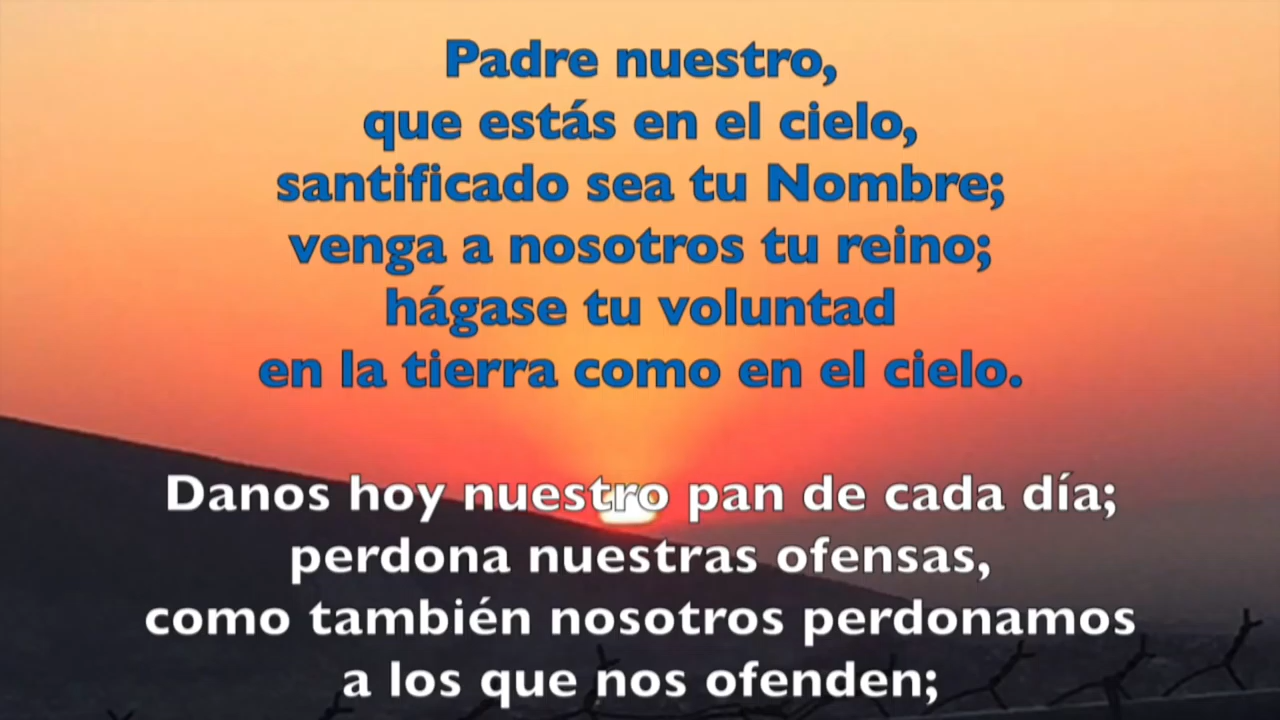 Padre nuestro,
que estás en el cielo,
santificado sea tu Nombre;
venga a nosotros tu reino;
hágase tu voluntad
en la tierra como en el cielo.
Danos hoy nuestro pan de cada día;
perdona nuestras ofensas,
como también nosotros perdonamos
a los que nos ofenden;